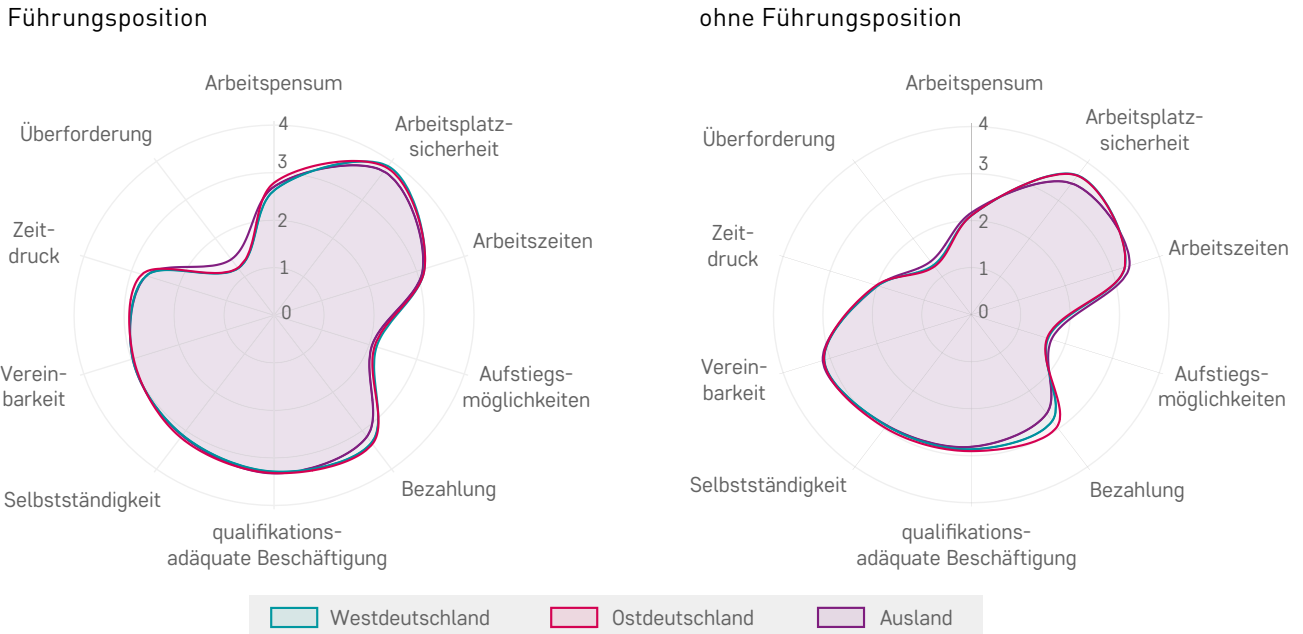 Führungsposition
Arbeitspensum
Überforderung
Arbeitsplatz-
sicherheit
4
3
2
1
0
Zeit-
druck
Arbeitszeiten
Verein-
barkeit
Aufstiegs-
möglichkeiten
Selbstständigkeit
Bezahlung
qualifikations-
adäquate Beschäftigung
ohne Führungsposition
Arbeitspensum
Überforderung
Arbeitsplatz-
sicherheit
4
3
2
1
0
Zeit-
druck
Arbeitszeiten
Verein-
barkeit
Aufstiegs-
möglichkeiten
Selbstständigkeit
Bezahlung
qualifikations-
adäquate Beschäftigung
Westdeutschland
Ostdeutschland
Ausland